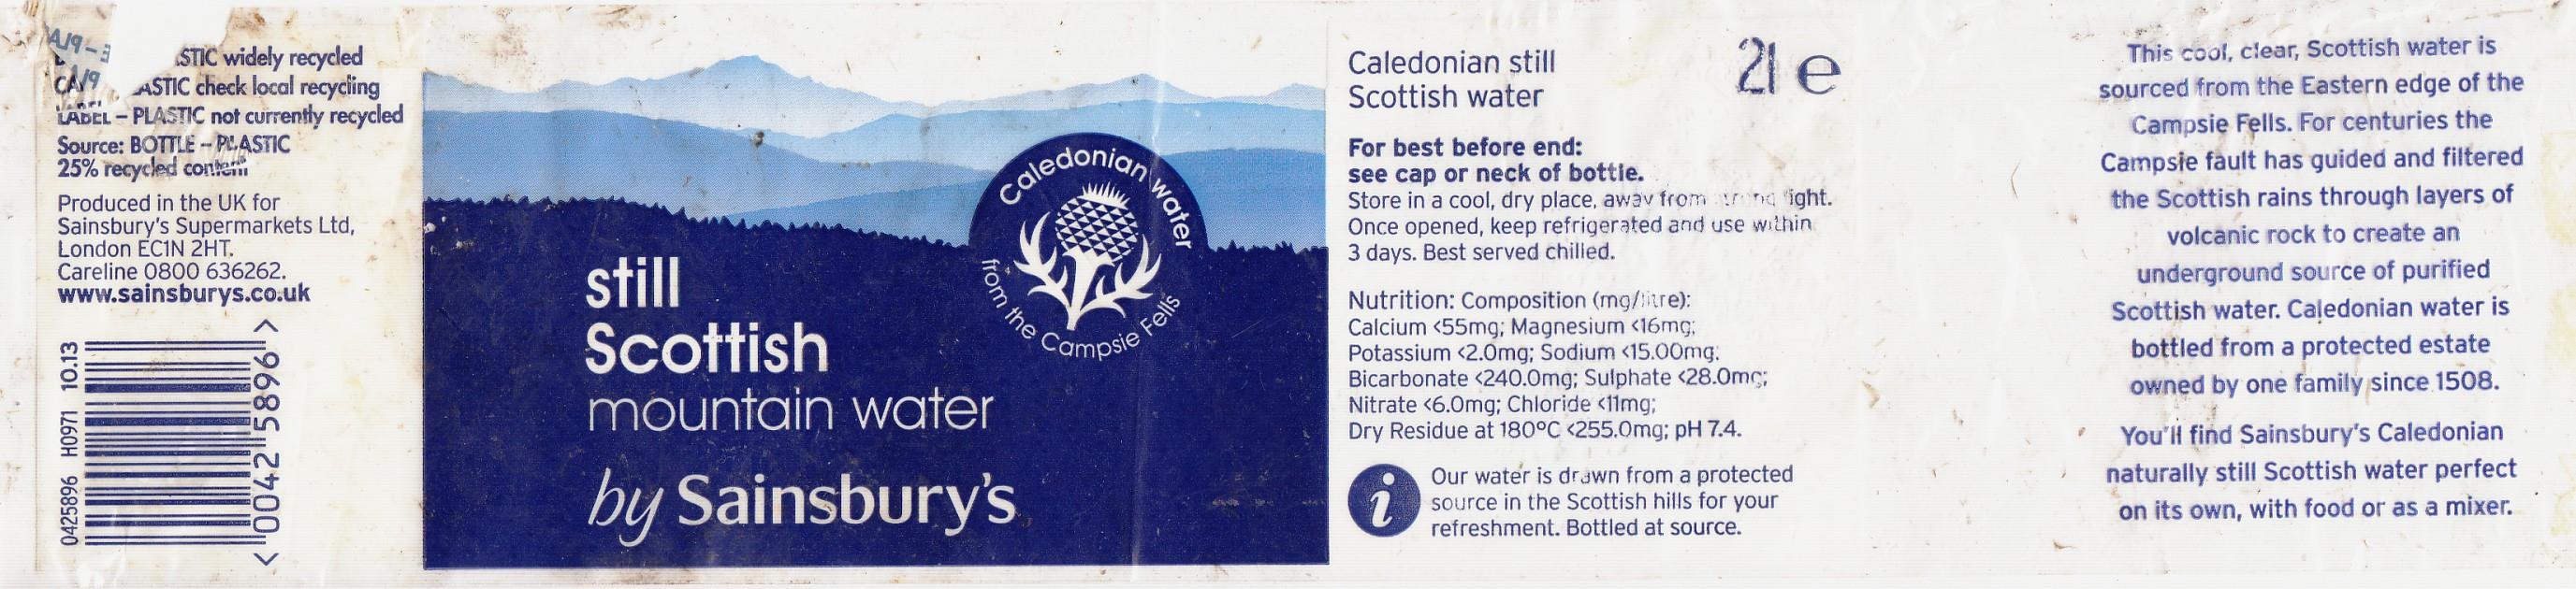 STIC widely recycled
ASTIC check local recycling
LABEL – PLASTIC not currently recycled
Source: BOTTLE – PLASTIC
25% recycled content
Produced in the UK for
Sainsbury's Supermarkets Ltd,
London EC1N 2HT.
Careline 0800 636262.
www.sainsburys.co.uk
0425896 H0971 10.13
< 0042 5896 >
Caledonian water
from the Campsie Fells
still
Scottish
mountain water
by Sainsbury's
Caledonian still
Scottish water
2l e
For best before end:
see cap or neck of bottle.
Store in a cool, dry place, away from strong light.
Once opened, keep refrigerated and use within
3 days. Best served chilled.
Nutrition: Composition (mg/litre):
Calcium <55mg; Magnesium <16mg;
Potassium <2.0mg; Sodium <15.00mg;
Bicarbonate <240.0mg; Sulphate <28.0mg;
Nitrate <6.0mg; Chloride <11mg;
Dry Residue at 180°C <255.0mg; pH 7.4.
i
Our water is drawn from a protected
source in the Scottish hills for your
refreshment. Bottled at source.
This cool, clear, Scottish water is
sourced from the Eastern edge of the
Campsie Fells. For centuries the
Campsie fault has guided and filtered
the Scottish rains through layers of
volcanic rock to create an
underground source of purified
Scottish water. Caledonian water is
bottled from a protected estate
owned by one family since 1508.
You'll find Sainsbury's Caledonian
naturally still Scottish water perfect
on its own, with food or as a mixer.